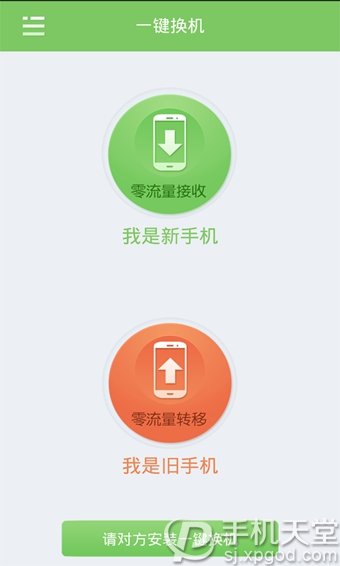 一键换机
零流量接收
我是新手机
零流量转移
我是旧手机
请对方安装一键换机
手机天堂
sj.xpgod.com